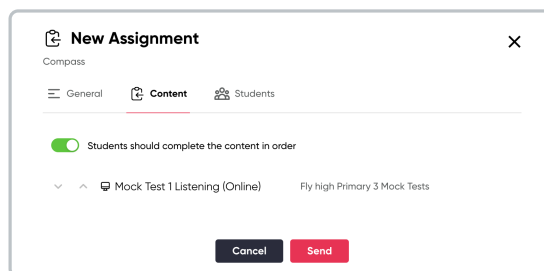 New Assignment
Compass
General Content Students
Students should complete the content in order
Mock Test 1 Listening (Online) Fly high Primary 3 Mock Tests
Cancel Send